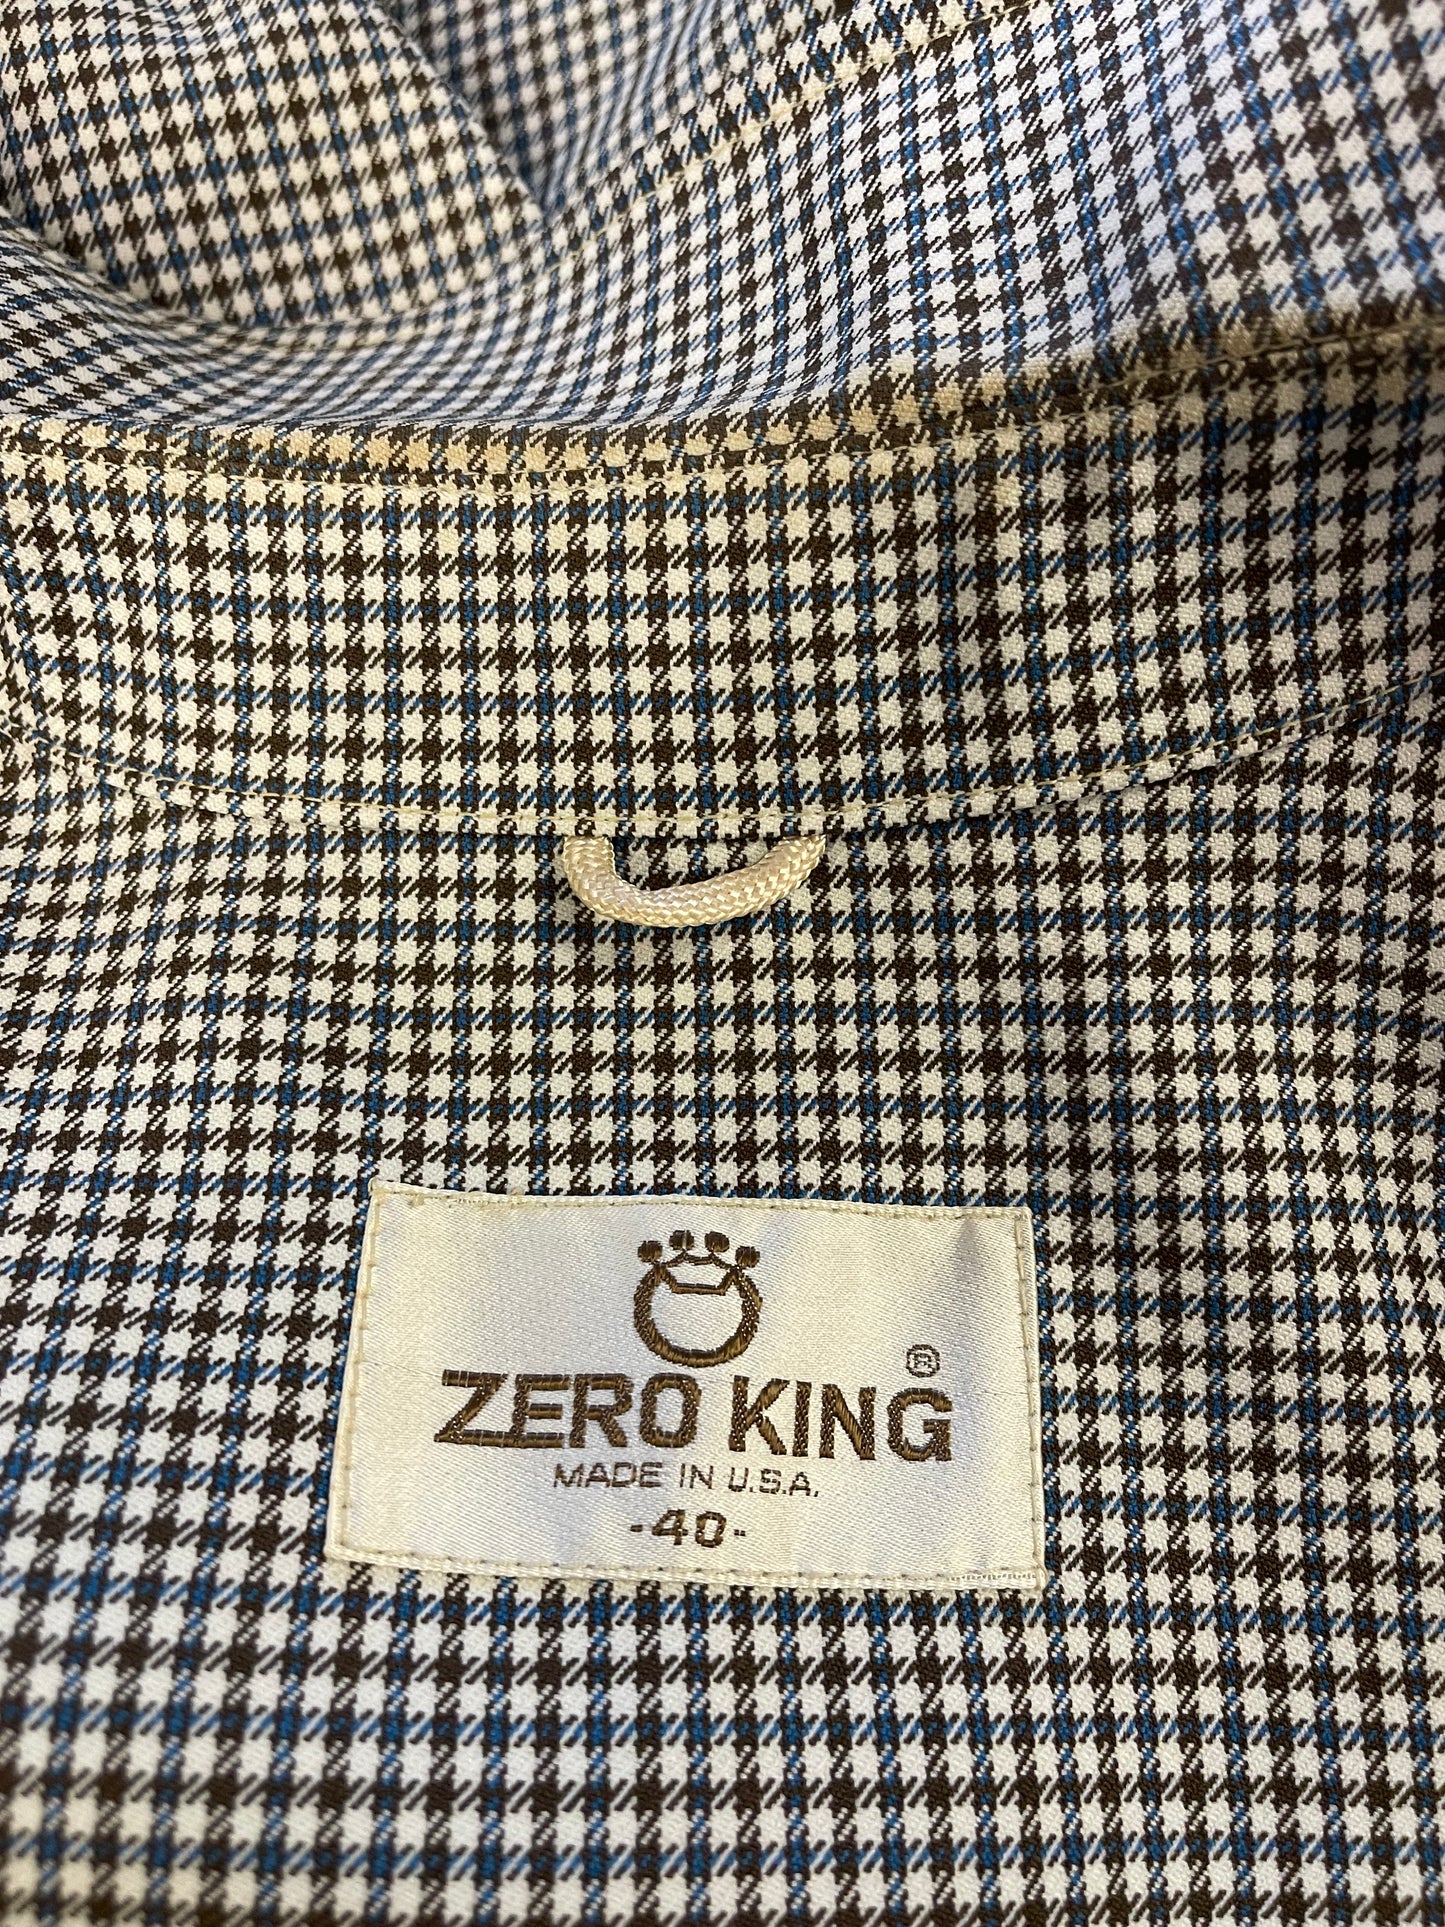 ZERO KING ®
MADE IN U.S.A.
-40-